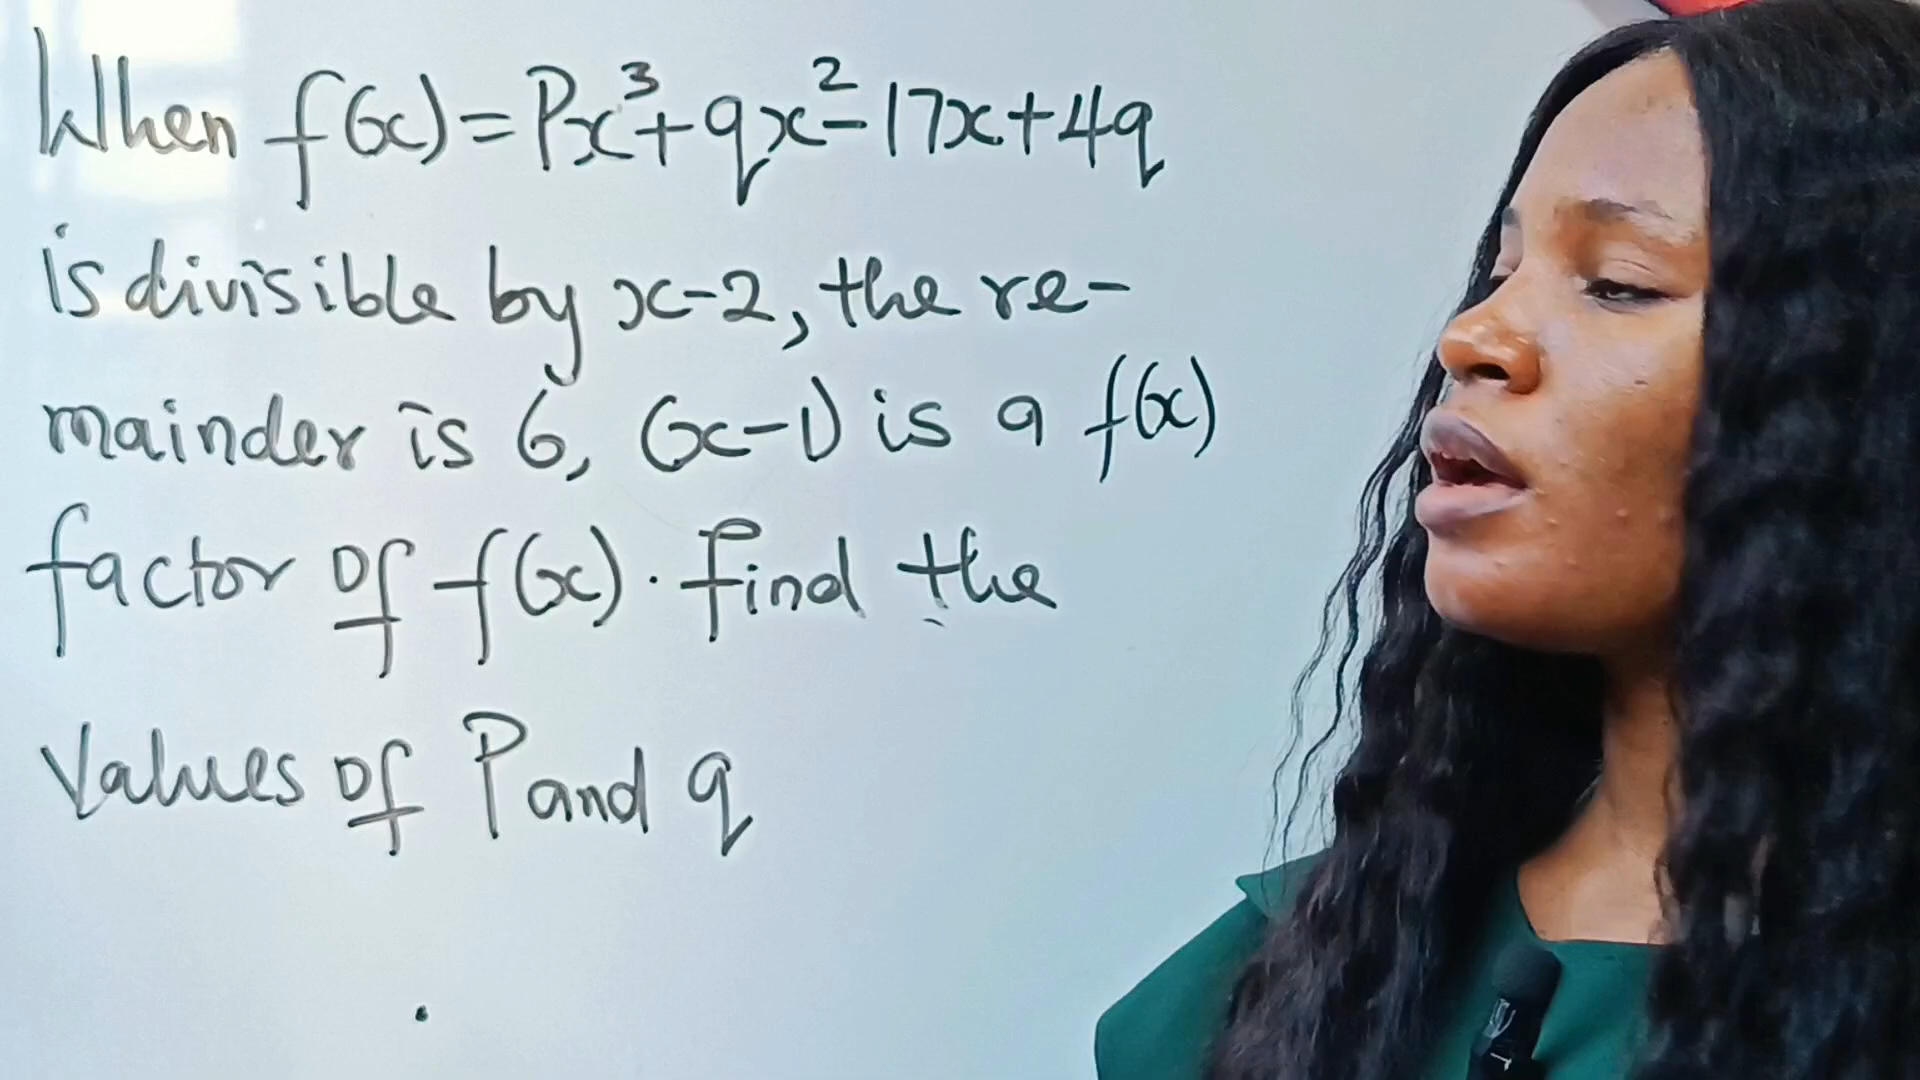 When f(x)=Px³+qx²-17x+4q
is divisible by x-2, the re-
mainder is 6, (x-1) is a f(x)
factor of f(x). find the
Values of P and q